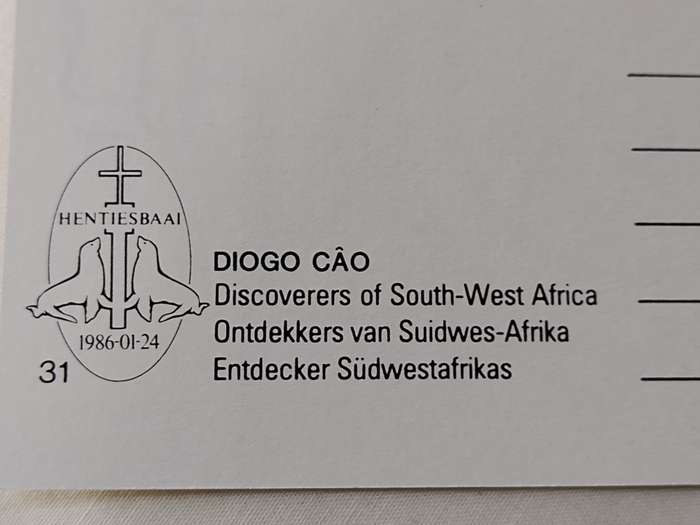 HENTIESBAAI
1986-01-24
31
DIOGO CÂO
Discoverers of South-West Africa
Ontdekkers van Suidwes-Afrika
Entdecker Südwestafrikas